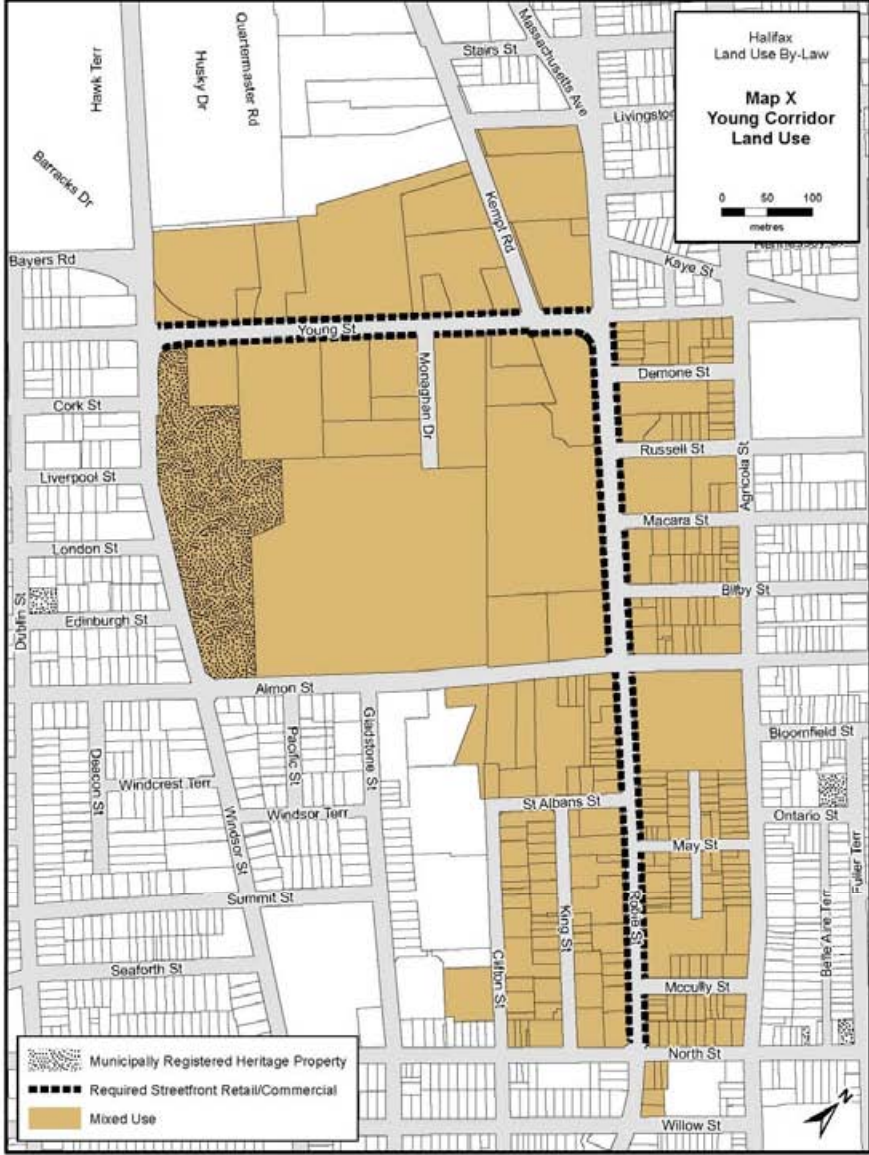 Halifax
Land Use By-Law
Map X
Young Corridor
Land Use
0 50 100
metres
Hawk Terr
Husky Dr
Quartermaster Rd
Stairs St
Massachusetts Ave
Barracks Dr
Kempt Rd
Bayers Rd
Kaye St
Young St
Monaghan Dr
Demone St
Cork St
Russell St
Agricola St
Liverpool St
Macara St
London St
Bilby St
Dublin St
Edinburgh St
Almon St
Gladstone St
Pacific St
Deacon St
Bloomfield St
Windcrest Terr
Windsor St
Windsor Terr
St Albans St
Ontario St
May St
Fuller Terr
Summit St
King St
Robie St
Belle Aire Terr
Seaforth St
Clifton St
Mccully St
North St
Willow St
Municipally Registered Heritage Property
Required Streetfront Retail/Commercial
Mixed Use
N